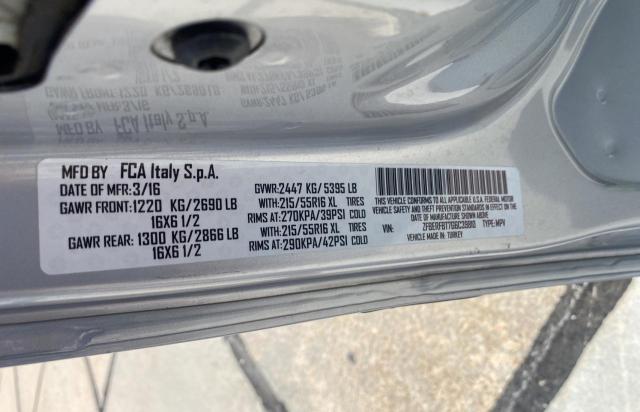 MFD BY FCA Italy S.p.A.
DATE OF MFR: 3/16
GAWR FRONT: 1220 KG/2690 LB
16X6 1/2
GAWR REAR: 1300 KG/2866 LB
16X6 1/2
GVWR: 2447 KG/5395 LB
WITH: 215/55R16 XL TIRES
RIMS AT: 270KPA/39PSI COLD
WITH: 215/55R16 XL TIRES
RIMS AT: 290KPA/42PSI COLD
THIS VEHICLE CONFORMS TO ALL APPLICABLE U.S.A. FEDERAL
MOTOR VEHICLE SAFETY STANDARDS IN EFFECT ON THE DATE OF
MANUFACTURE SHOWN ABOVE
VIN: TYPE: MPV
VEHICLE MADE IN: TURKEY